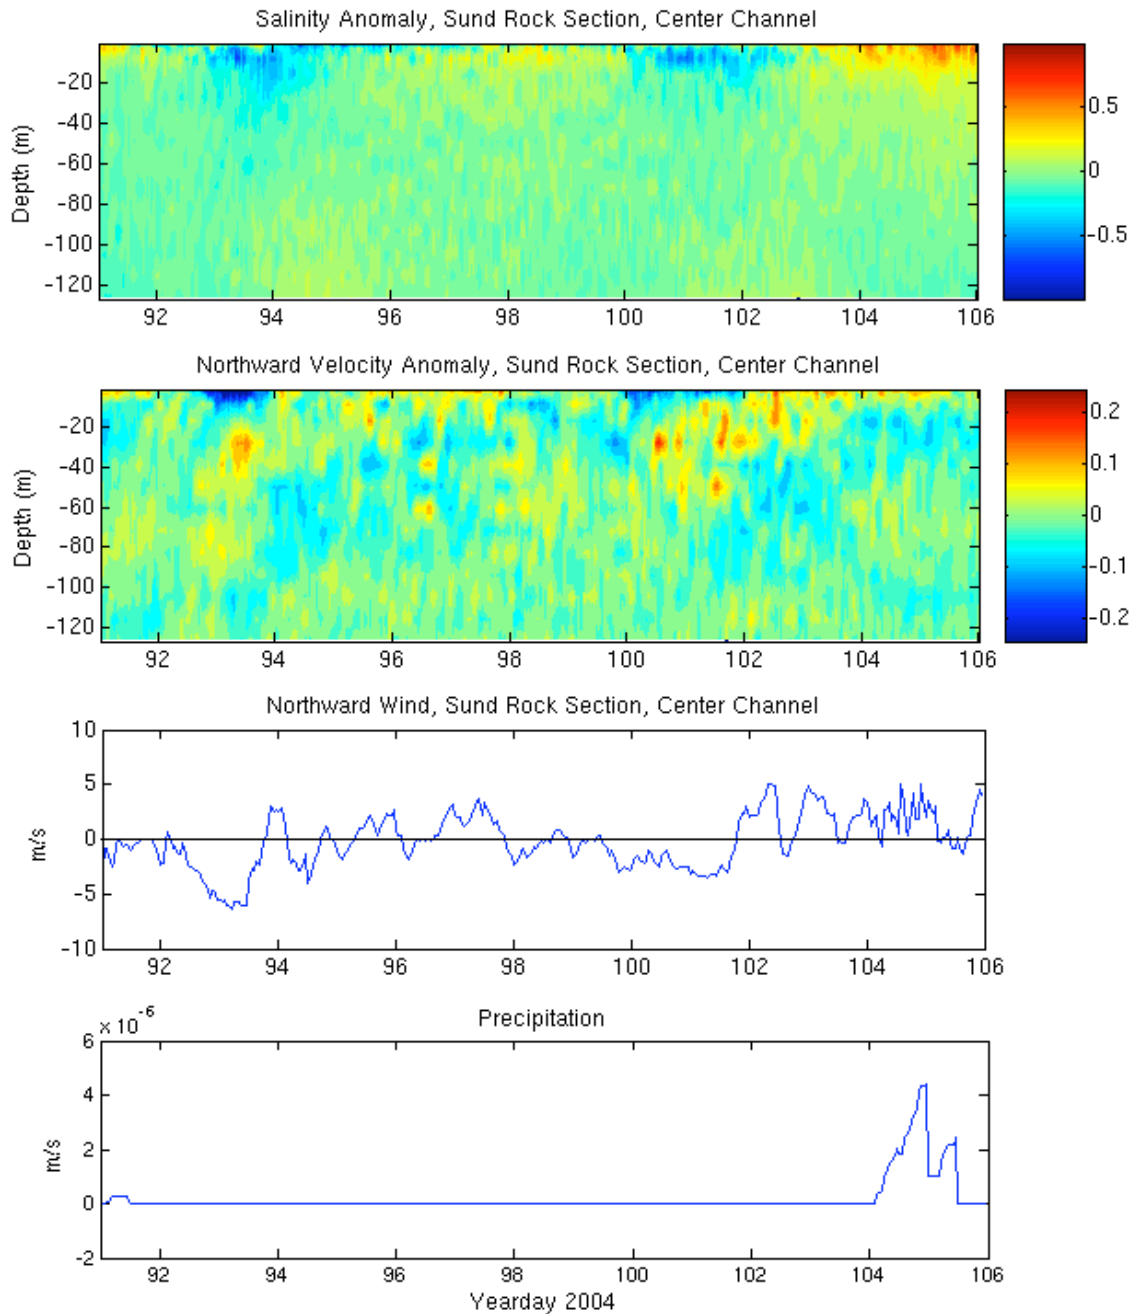 Salinity Anomaly, Sund Rock Section, Center Channel
Depth (m)
-20
-40
-60
-80
-100
-120
92 94 96 98 100 102 104 106
0.5
0
-0.5
Northward Velocity Anomaly, Sund Rock Section, Center Channel
Depth (m)
-20
-40
-60
-80
-100
-120
92 94 96 98 100 102 104 106
0.2
0.1
0
-0.1
-0.2
Northward Wind, Sund Rock Section, Center Channel
m/s
10
5
0
-5
-10
92 94 96 98 100 102 104 106
Precipitation
× 10⁻⁶
m/s
6
4
2
0
-2
92 94 96 98 100 102 104 106
Yearday 2004